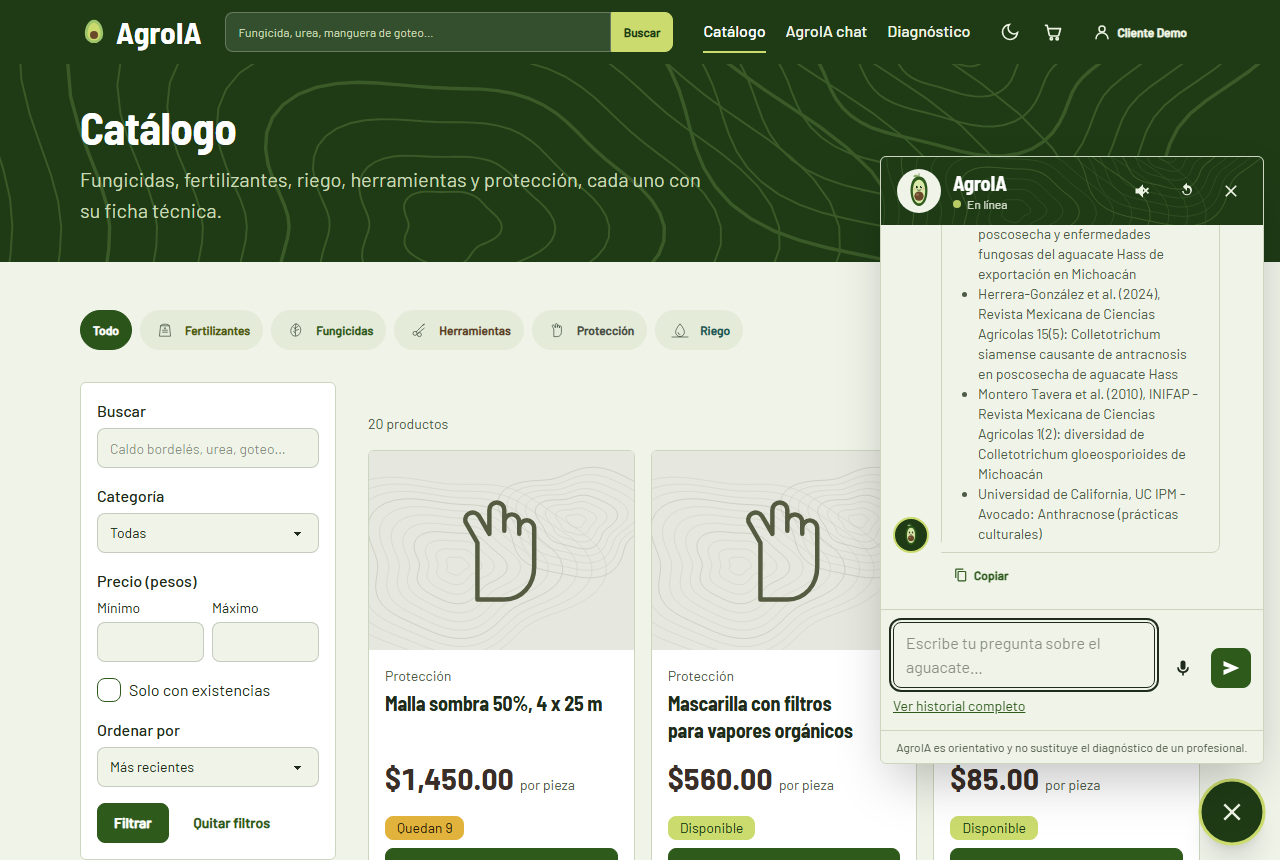 AgroIA
Fungicida, urea, manguera de goteo...
Buscar
Catálogo
AgroIA chat
Diagnóstico
Cliente Demo
Catálogo
Fungicidas, fertilizantes, riego, herramientas y protección, cada uno con
su ficha técnica.
Todo
Fertilizantes
Fungicidas
Herramientas
Protección
Riego
Buscar
Caldo bordelés, urea, goteo...
Categoría
Todas
Precio (pesos)
Mínimo
Máximo
Solo con existencias
Ordenar por
Más recientes
Filtrar
Quitar filtros
20 productos
Protección
Malla sombra 50%, 4 x 25 m
$1,450.00 por pieza
Quedan 9
Protección
Mascarilla con filtros
para vapores orgánicos
$560.00 por pieza
Disponible
$85.00 por pieza
Disponible
AgroIA
En línea
poscosecha y enfermedades
fungosas del aguacate Hass de
exportación en Michoacán
Herrera-González et al. (2024),
Revista Mexicana de Ciencias
Agrícolas 15(5): Colletotrichum
siamense causante de antracnosis
en poscosecha de aguacate Hass
Montero Tavera et al. (2010), INIFAP -
Revista Mexicana de Ciencias
Agrícolas 1(2): diversidad de
Colletotrichum gloeosporioides de
Michoacán
Universidad de California, UC IPM -
Avocado: Anthracnose (prácticas
culturales)
Copiar
Escribe tu pregunta sobre el
aguacate...
Ver historial completo
AgroIA es orientativo y no sustituye el diagnóstico de un profesional.